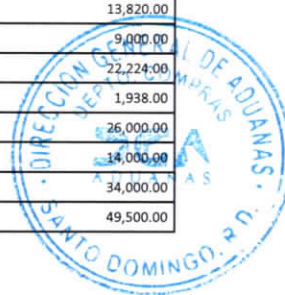 13,820.00
9,000.00
22,224.00
1,938.00
26,000.00
14,000.00
34,000.00
49,500.00
DIRECCION GENERAL DE ADUANAS
DEPTO. COMPRAS
DGA
ADUANAS
SANTO DOMINGO, R.D.